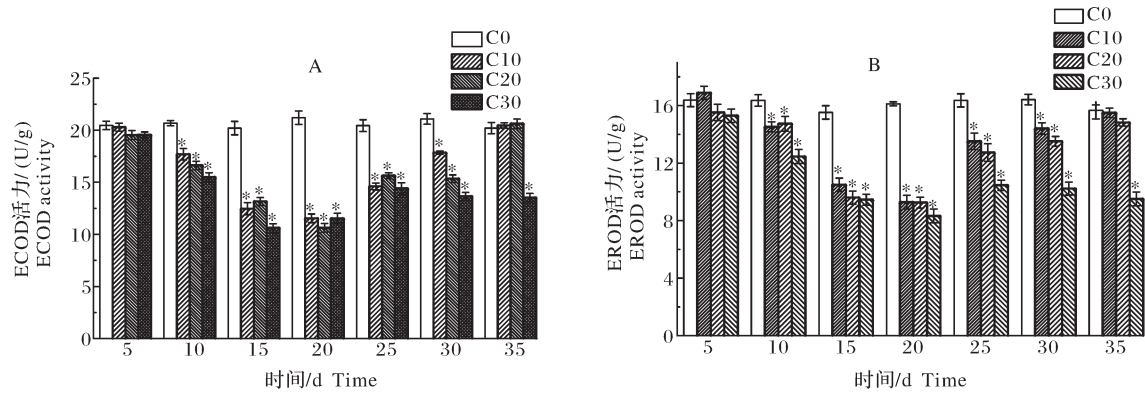 A
C0
C10
C20
C30
25
20
15
10
5
0
ECOD活力/ (U/g)
ECOD activity
* * *
* * *
* * *
* * *
* * *
*
5 10 15 20 25 30 35
时间/d Time
B
C0
C10
C20
C30
16
12
8
4
0
EROD活力/ (U/g)
EROD activity
* * *
* * *
* * *
* * *
* * *
*
5 10 15 20 25 30 35
时间/d Time